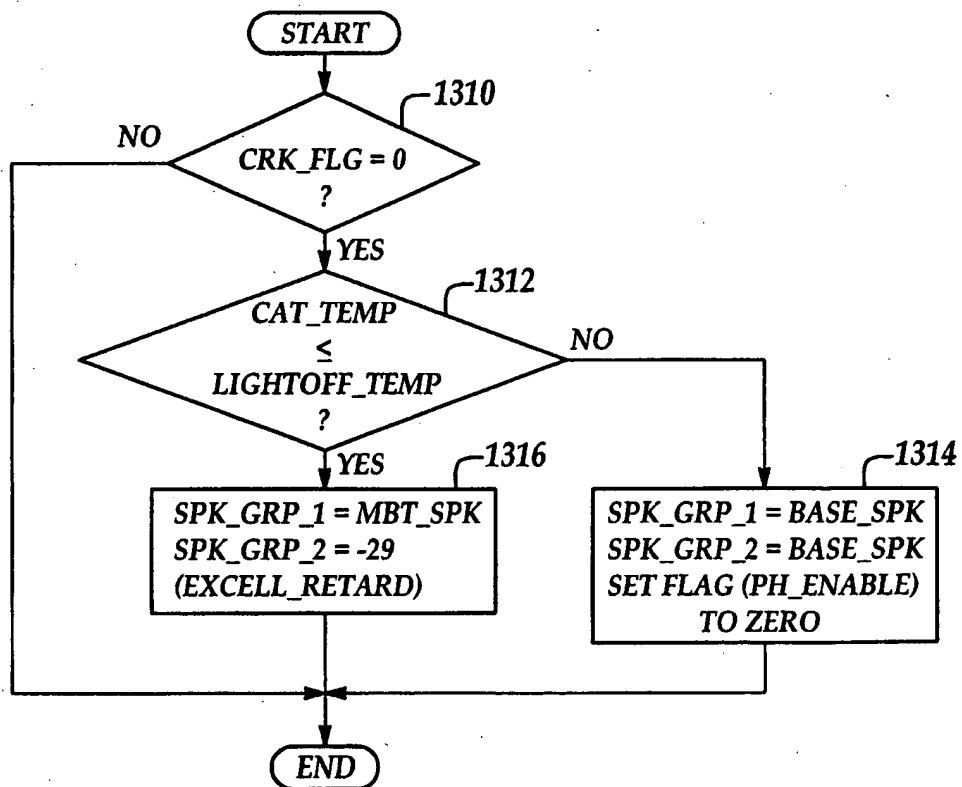 START
1310
NO
CRK_FLG = 0
?
YES
1312
CAT_TEMP
≤
LIGHTOFF_TEMP
?
NO
YES
1316
SPK_GRP_1 = MBT_SPK
SPK_GRP_2 = -29
(EXCELL_RETARD)
1314
SPK_GRP_1 = BASE_SPK
SPK_GRP_2 = BASE_SPK
SET FLAG (PH_ENABLE)
TO ZERO
END